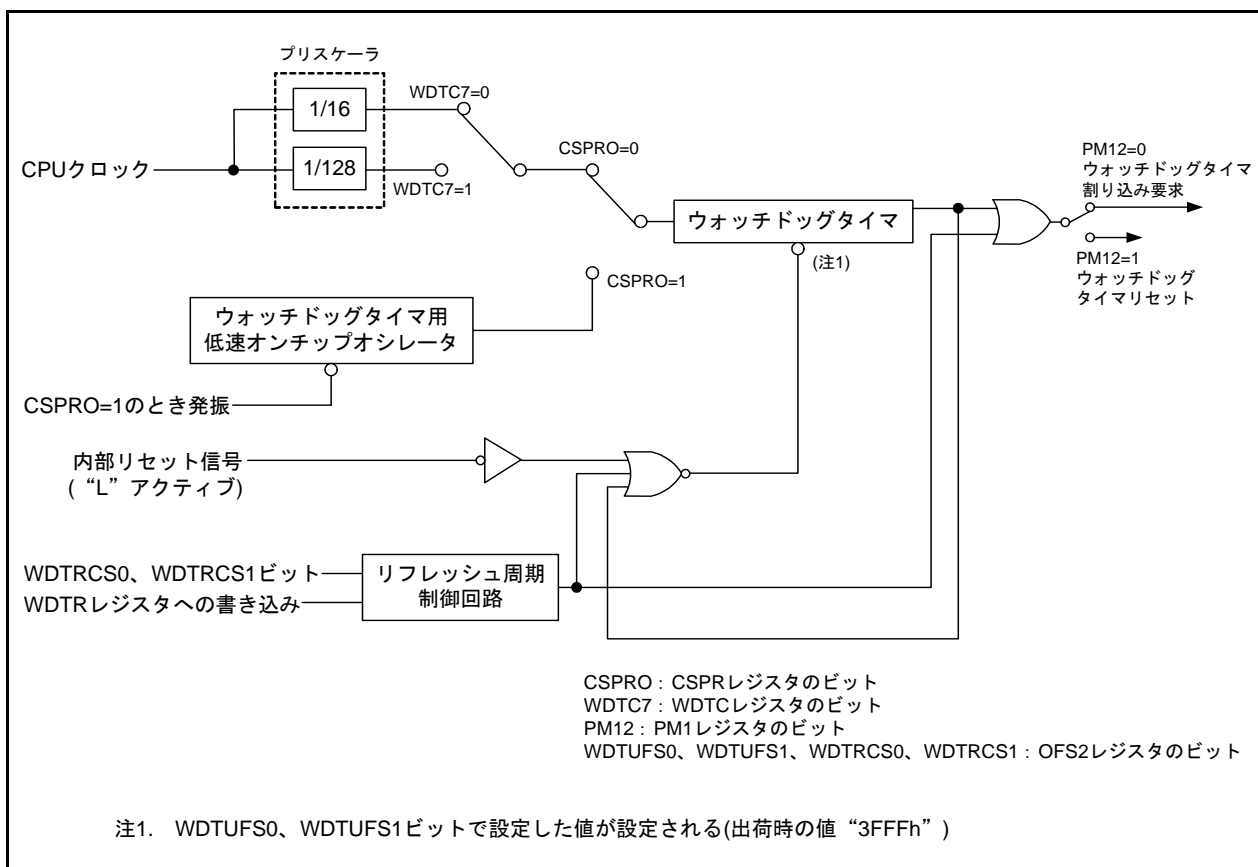 プリスケーラ
1/16
WDTC7=0
CPUクロック
1/128
WDTC7=1
CSPRO=0
ウォッチドッグタイマ
(注1)
PM12=0
ウォッチドッグタイマ
割り込み要求
PM12=1
ウォッチドッグ
タイマリセット
CSPRO=1
ウォッチドッグタイマ用
低速オンチップオシレータ
CSPRO=1のとき発振
内部リセット信号
(“L”アクティブ)
WDTRCS0、WDTRCS1ビット
WDTRレジスタへの書き込み
リフレッシュ周期
制御回路
CSPRO：CSPRレジスタのビット
WDTC7：WDTCレジスタのビット
PM12：PM1レジスタのビット
WDTUFS0、WDTUFS1、WDTRCS0、WDTRCS1：OFS2レジスタのビット
注1. WDTUFS0、WDTUFS1ビットで設定した値が設定される(出荷時の値“3FFFh”)